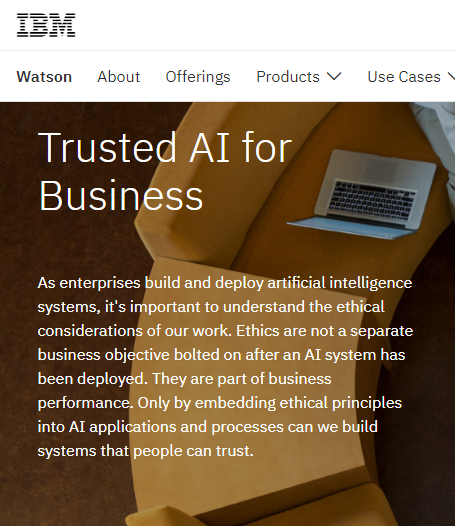 IBM
Watson About Offerings Products Use Cases
Trusted AI for
Business
As enterprises build and deploy artificial intelligence
systems, it's important to understand the ethical
considerations of our work. Ethics are not a separate
business objective bolted on after an AI system has
been deployed. They are part of business
performance. Only by embedding ethical principles
into AI applications and processes can we build
systems that people can trust.